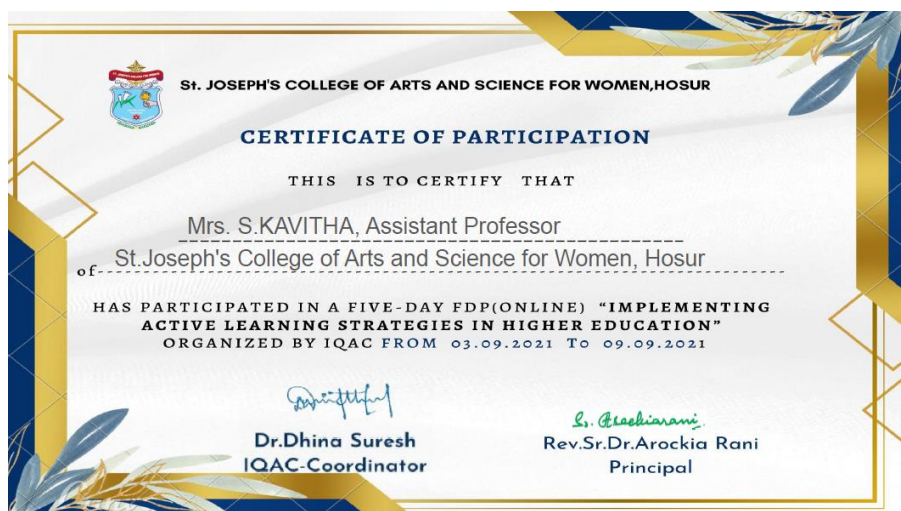 St. JOSEPH'S COLLEGE OF ARTS AND SCIENCE FOR WOMEN,HOSUR
CERTIFICATE OF PARTICIPATION
THIS IS TO CERTIFY THAT
Mrs. S.KAVITHA, Assistant Professor
of St.Joseph's College of Arts and Science for Women, Hosur
HAS PARTICIPATED IN A FIVE-DAY FDP(ONLINE) "IMPLEMENTING
ACTIVE LEARNING STRATEGIES IN HIGHER EDUCATION"
ORGANIZED BY IQAC FROM 03.09.2021 To 09.09.2021
Dr.Dhina Suresh
IQAC-Coordinator
Sr. Arockiarani
Rev.Sr.Dr.Arockia Rani
Principal